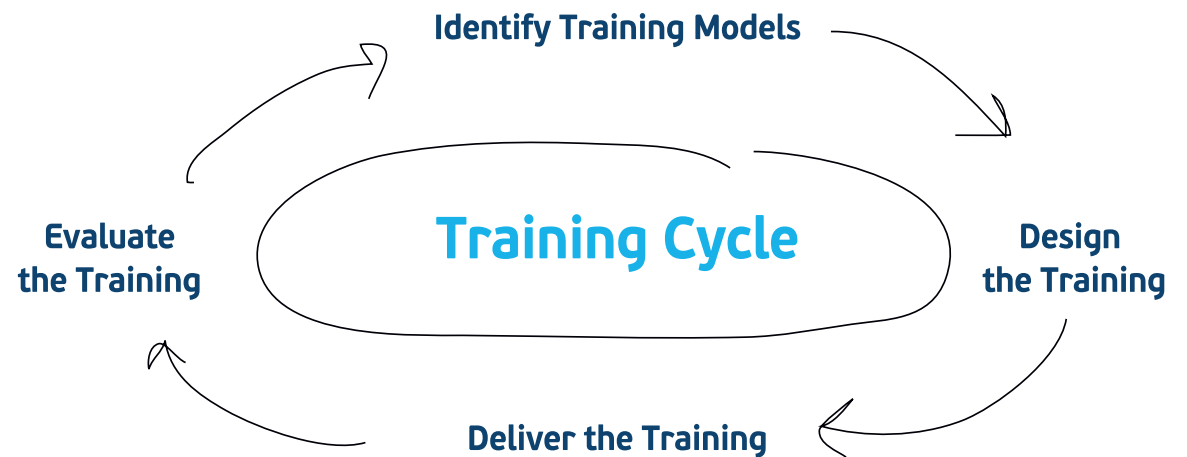 Identify Training Models
Training Cycle
Evaluate
the Training
Design
the Training
Deliver the Training